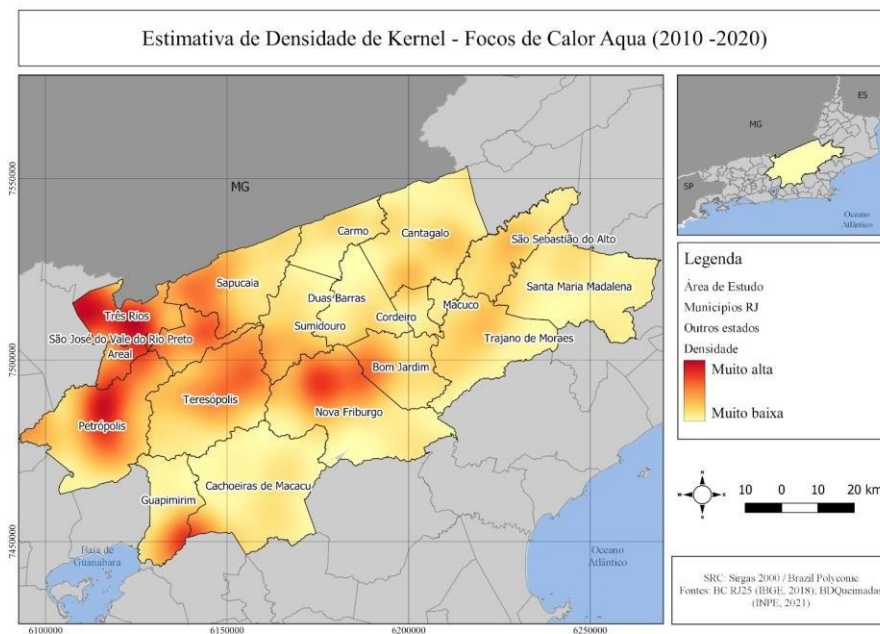 Estimativa de Densidade de Kernel - Focos de Calor Aqua (2010 -2020)
MG
Carmo
Cantagalo
São Sebastião do Alto
Sapucaia
Santa Maria Madalena
Duas Barras
Macuco
Três Rios
Cordeiro
Sumidouro
Trajano de Moraes
São José do Vale do Rio Preto
Areal
Bom Jardim
Teresópolis
Nova Friburgo
Petrópolis
Cachoeiras de Macacu
Guapimirim
Baía de
Guanabara
Oceano
Atlântico
7550000
7500000
7450000
6100000
6150000
6200000
6250000
ES
MG
SP
Oceano
Atlântico
Legenda
Área de Estudo
Municípios RJ
Outros estados
Densidade
Muito alta
Muito baixa
N
W
E
S
10 0 10 20 km
SRC: Sirgas 2000 / Brazil Polyconic
Fontes: BC RJ25 (IBGE, 2018); BDQueimadas
(INPE, 2021)